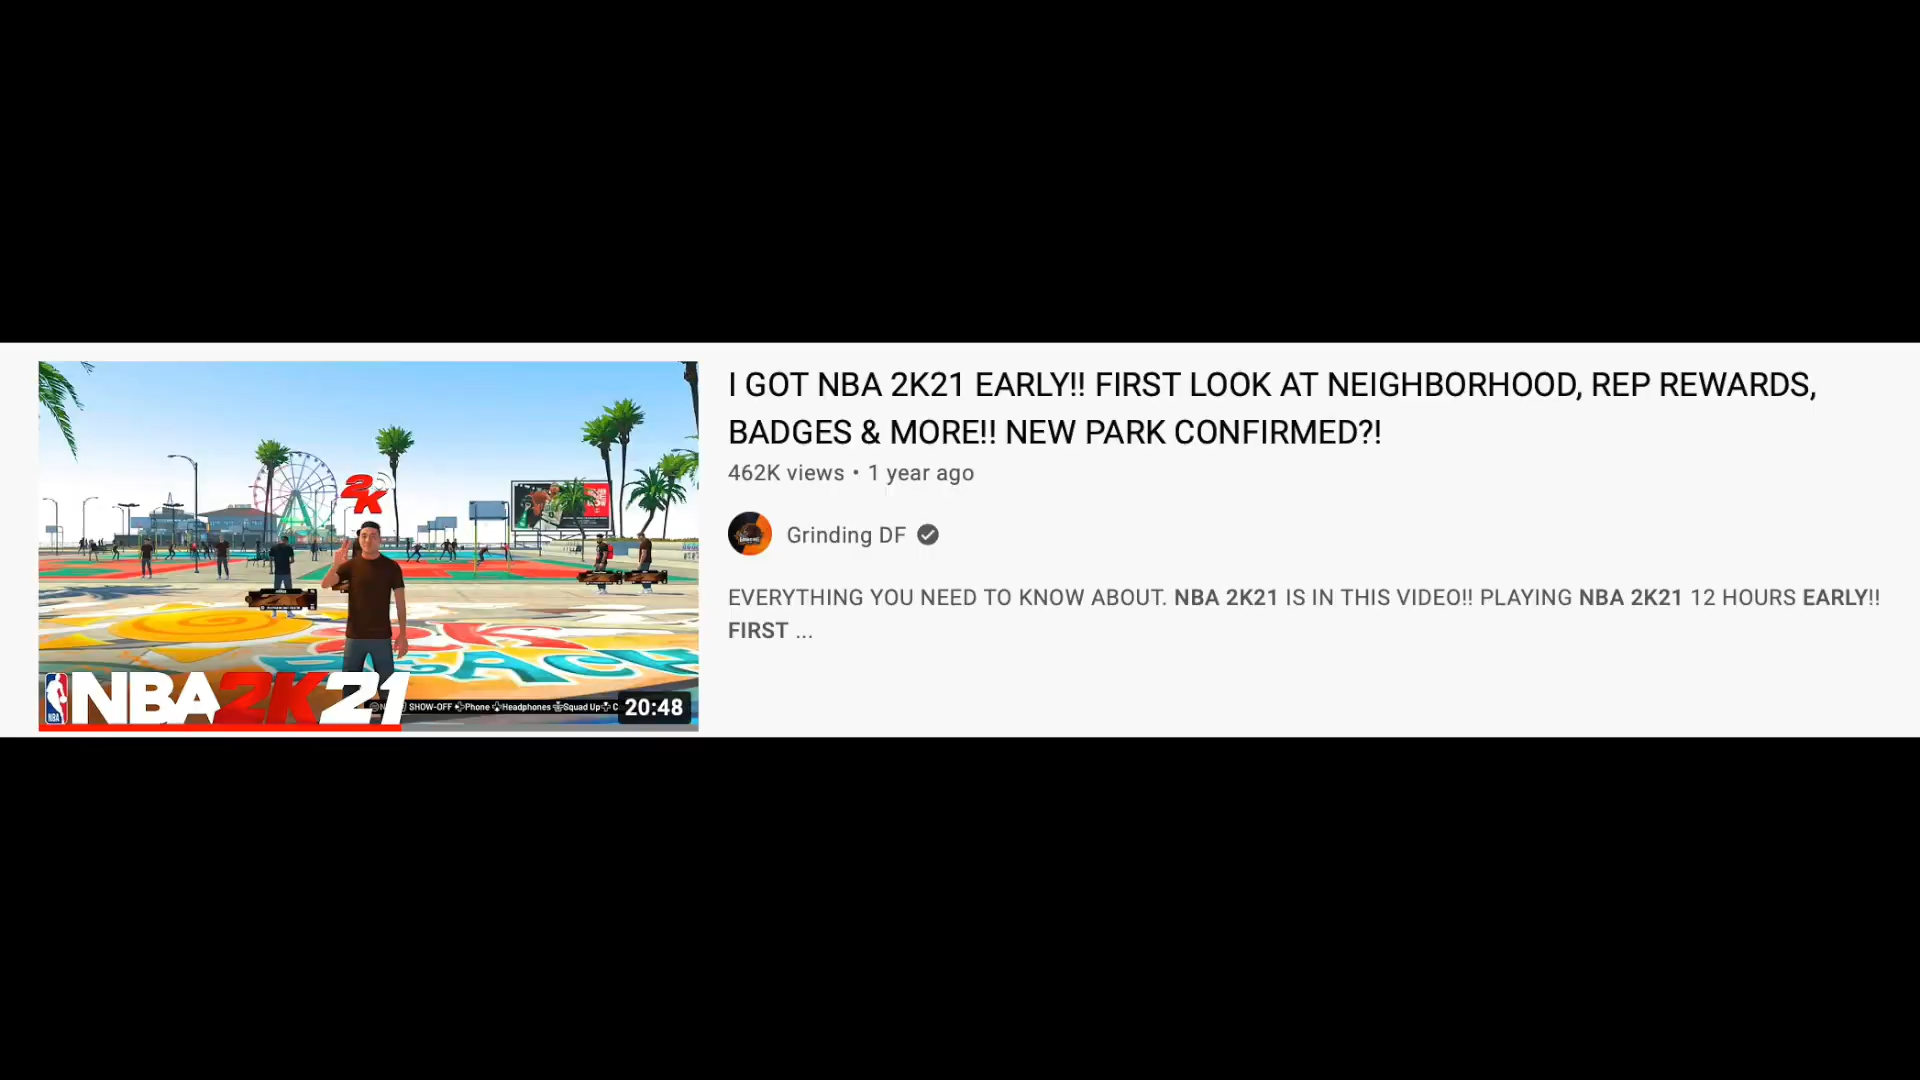 I GOT NBA 2K21 EARLY!! FIRST LOOK AT NEIGHBORHOOD, REP REWARDS,
BADGES & MORE!! NEW PARK CONFIRMED?!
462K views • 1 year ago
Grinding DF
EVERYTHING YOU NEED TO KNOW ABOUT. NBA 2K21 IS IN THIS VIDEO!! PLAYING NBA 2K21 12 HOURS EARLY!!
FIRST ...
2K
BEACH
NBA 2K21
NBA
SHOW-OFF Phone Headphones Squad Up
20:48